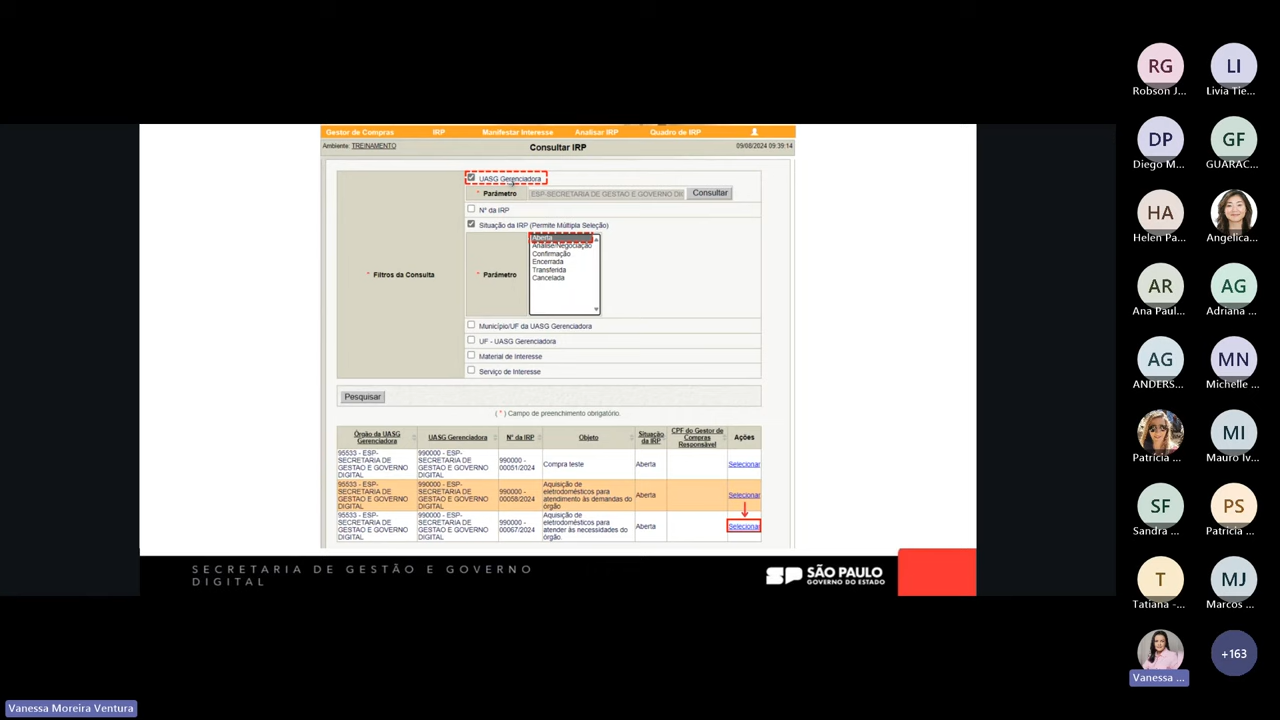 Gestor de Compras IRP Manifestar Interesse Analisar IRP Quadro de IRP
Ambiente: TREINAMENTO Consultar IRP 09/08/2024 09:39:14
UASG Gerenciadora
* Parâmetro ESP-SECRETARIA DE GESTAO E GOVERNO DI Consultar
Nº da IRP
Situação da IRP (Permite Múltipla Seleção)
* Filtros da Consulta
* Parâmetro
Aberta
Análise/Negociação
Confirmação
Encerrada
Transferida
Cancelada
Município/UF da UASG Gerenciadora
UF - UASG Gerenciadora
Material de Interesse
Serviço de Interesse
Pesquisar
( * ) Campo de preenchimento obrigatório.
Órgão da UASG Gerenciadora UASG Gerenciadora Nº da IRP Objeto Situação da IRP CPF do Gestor de Compras Responsável Ações
95533 - ESP-SECRETARIA DE GESTAO E GOVERNO DIGITAL 990000 - ESP-SECRETARIA DE GESTAO E GOVERNO DIGITAL 990000 - 00051/2024 Compra teste Aberta Selecionar
95533 - ESP-SECRETARIA DE GESTAO E GOVERNO DIGITAL 990000 - ESP-SECRETARIA DE GESTAO E GOVERNO DIGITAL 990000 - 00058/2024 Aquisição de eletrodomésticos para atendimento às demandas do órgão Aberta Selecionar
95533 - ESP-SECRETARIA DE GESTAO E GOVERNO DIGITAL 990000 - ESP-SECRETARIA DE GESTAO E GOVERNO DIGITAL 990000 - 00067/2024 Aquisição de eletrodomésticos para atender às necessidades do órgão Aberta Selecionar
SECRETARIA DE GESTÃO E GOVERNO
DIGITAL
SP SÃO PAULO
GOVERNO DO ESTADO
RG LI
Robson J... Livia Tie...
DP GF
Diego M... GUARAC...
HA
Helen Pa... Angelica...
AR AG
Ana Paul... Adriana ...
AG MN
ANDERS... Michelle ...
MI
Patrícia ... Mauro Iv...
SF PS
Sandra ... Patricia ...
T MJ
Tatiana -... Marcos ...
+163
Vanessa ...
Vanessa Moreira Ventura